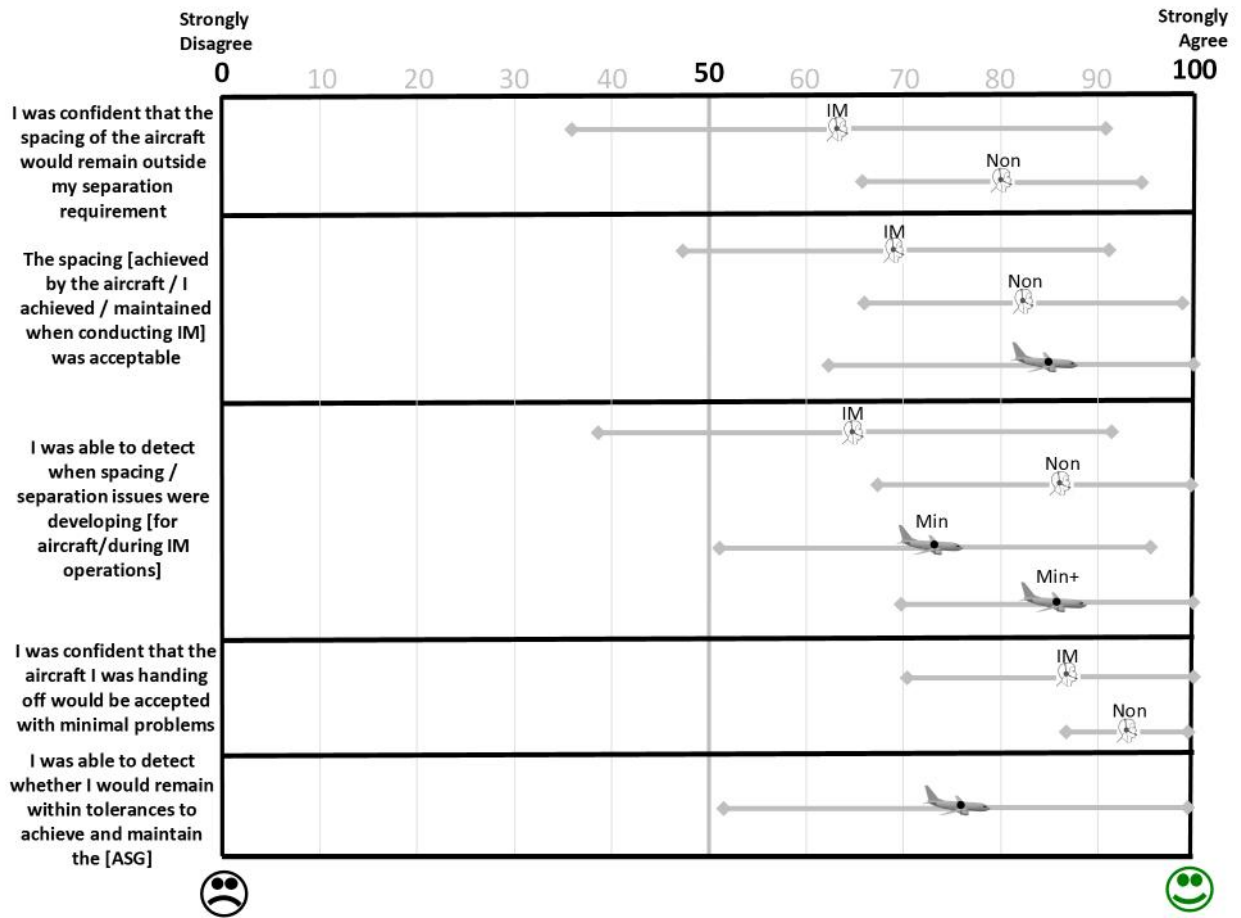 Strongly
Disagree
Strongly
Agree
0 10 20 30 40 50 60 70 80 90 100
I was confident that the
spacing of the aircraft
would remain outside
my separation
requirement
IM
Non
The spacing [achieved
by the aircraft / I
achieved / maintained
when conducting IM]
was acceptable
IM
Non
I was able to detect
when spacing /
separation issues were
developing [for
aircraft/during IM
operations]
IM
Non
Min
Min+
I was confident that the
aircraft I was handing
off would be accepted
with minimal problems
IM
Non
I was able to detect
whether I would remain
within tolerances to
achieve and maintain
the [ASG]